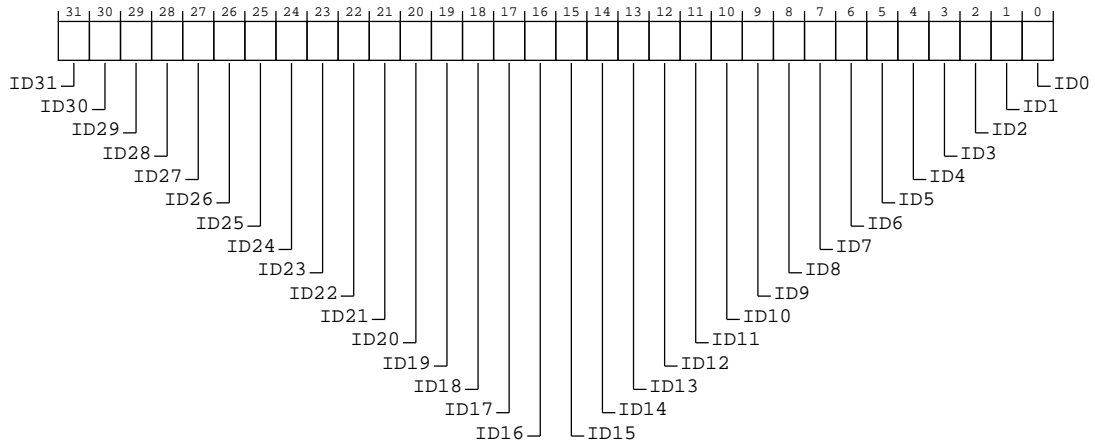 31 30 29 28 27 26 25 24 23 22 21 20 19 18 17 16 15 14 13 12 11 10 9 8 7 6 5 4 3 2 1 0
ID31 ID0
ID30 ID1
ID29 ID2
ID28 ID3
ID27 ID4
ID26 ID5
ID25 ID6
ID24 ID7
ID23 ID8
ID22 ID9
ID21 ID10
ID20 ID11
ID19 ID12
ID18 ID13
ID17 ID14
ID16 ID15